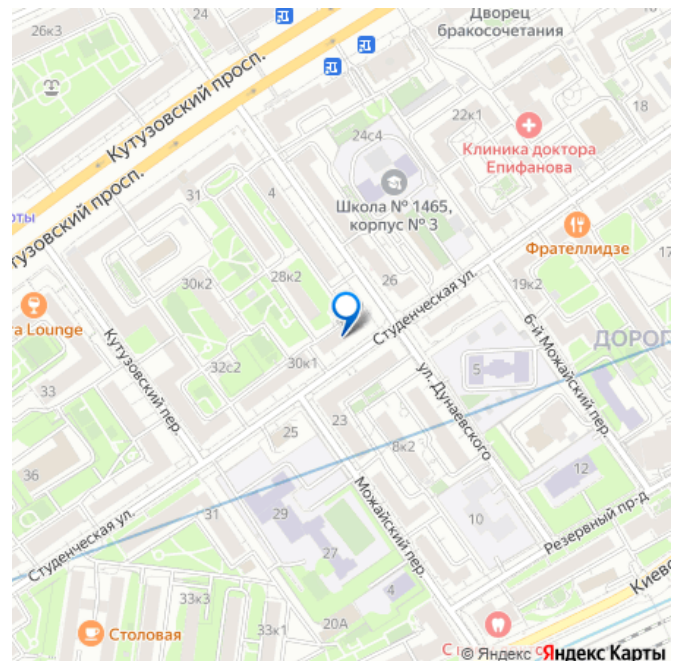 24
26к3
Дворец
бракосочетания
Кутузовский просп.
22к1
18
Клиника доктора
Епифанова
24с4
31
4
Школа № 1465,
корпус № 3
Фрателлидзе
17
28к2
26
30к2
19к2
Кутузовский пер.
Студенческая ул.
6-й Можайский пер.
32с2
30к1
33
5
ул. Дунаевского
23
25
8к2
36
12
Можайский пер.
10
Студенческая ул.
31
29
27
Резервный пр-д
4
33к3
20А
33к1
Столовая
© Яндекс Яндекс Карты